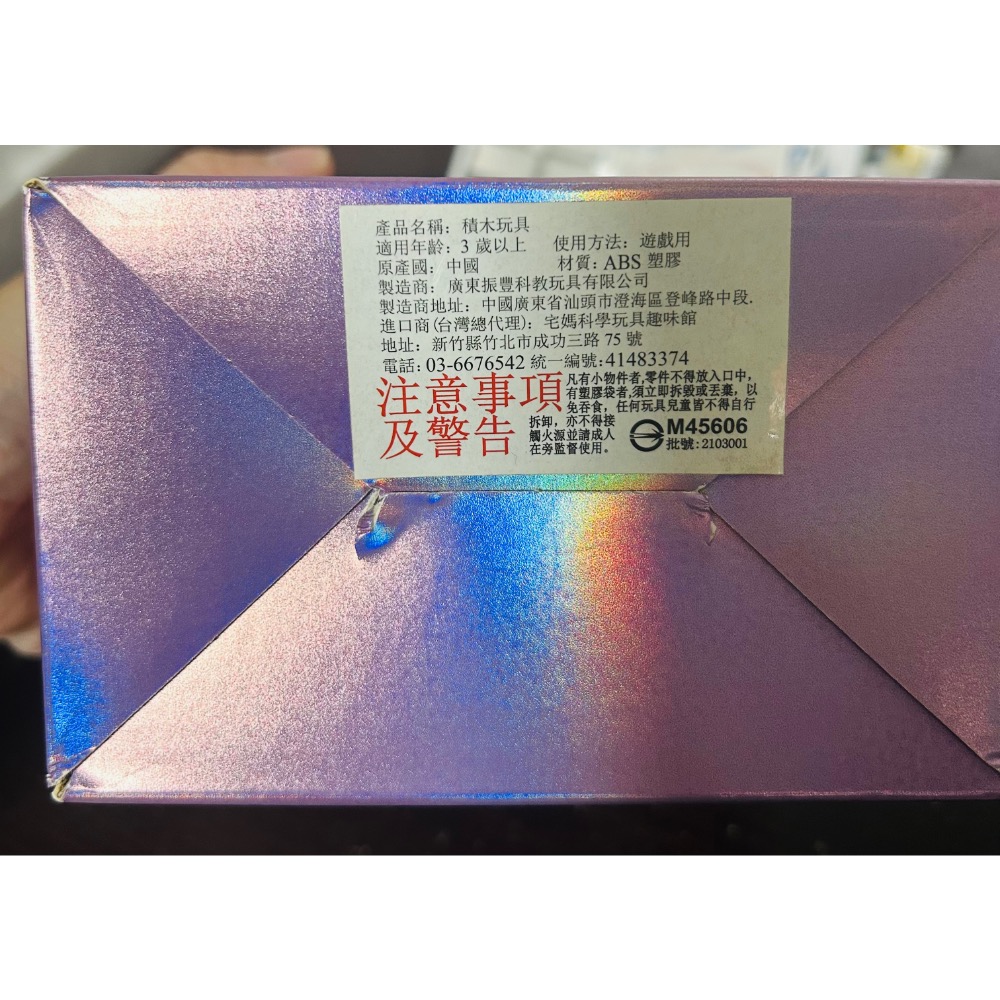 產品名稱：積木玩具
適用年齡：3 歲以上　使用方法：遊戲用
原產國：中國　材質：ABS 塑膠
製造商：廣東振豐科教玩具有限公司
製造商地址：中國廣東省汕頭市澄海區登峰路中段.
進口商(台灣總代理)：宅媽科學玩具趣味館
地址：新竹縣竹北市成功三路 75 號
電話：03-6676542 統一編號:41483374
注意事項
及警告
凡有小物件者,零件不得放入口中,
有塑膠袋者,須立即拆毀或丟棄，以
免吞食，任何玩具兒童皆不得自行
拆卸，亦不得接
觸火源並請成人
在旁監督使用。
M45606
批號:2103001